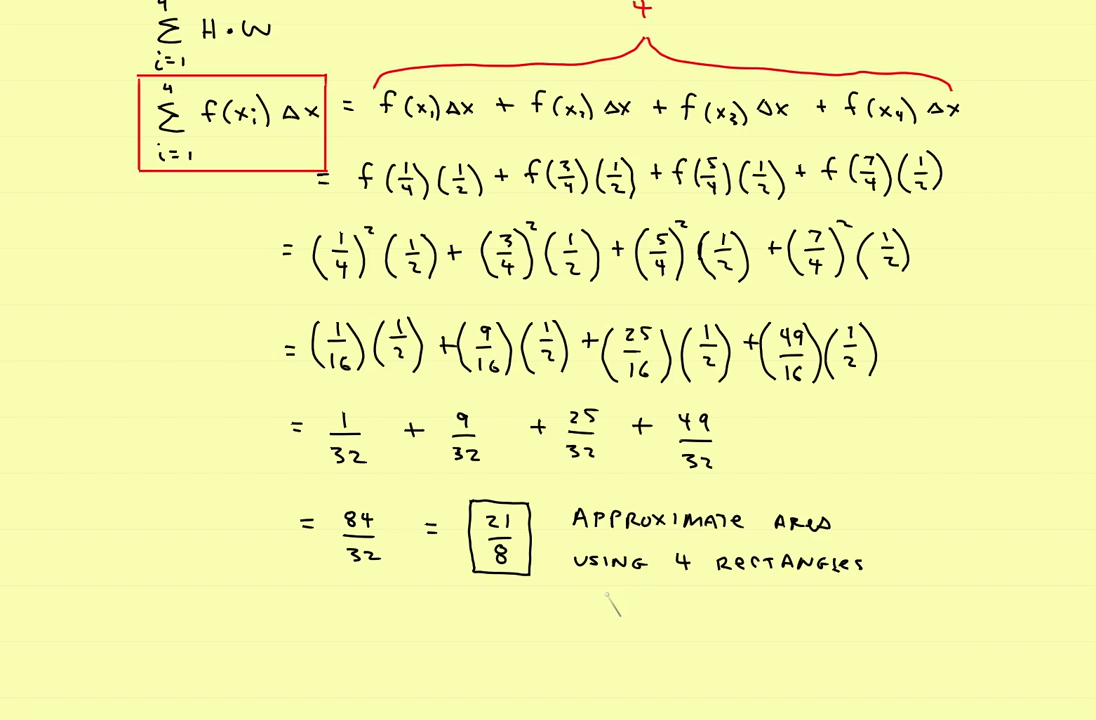 4
4
∑ H · W
i=1
4
∑ f(xᵢ) Δx = f(x₁)Δx + f(x₂) Δx + f(x₃) Δx + f(x₄) Δx
i=1
= f(1/4)(1/2) + f(3/4)(1/2) + f(5/4)(1/2) + f(7/4)(1/2)
= (1/4)²(1/2) + (3/4)²(1/2) + (5/4)²(1/2) + (7/4)²(1/2)
= (1/16)(1/2) + (9/16)(1/2) + (25/16)(1/2) + (49/16)(1/2)
= 1/32 + 9/32 + 25/32 + 49/32
= 84/32 = 21/8 APPROXIMATE AREA
USING 4 RECTANGLES